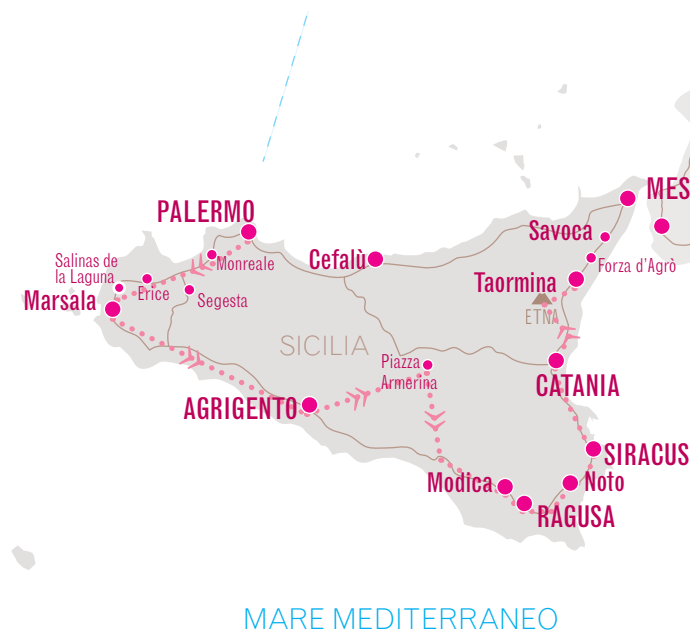 MES
PALERMO
Savoca
Cefalù
Monreale
Forza d'Agrò
Salinas de
la Laguna
Erice
Taormina
Segesta
Marsala
ETNA
SICILIA
Piazza
Armerina
CATANIA
AGRIGENTO
SIRACUS
Modica
Noto
RAGUSA
MARE MEDITERRANEO